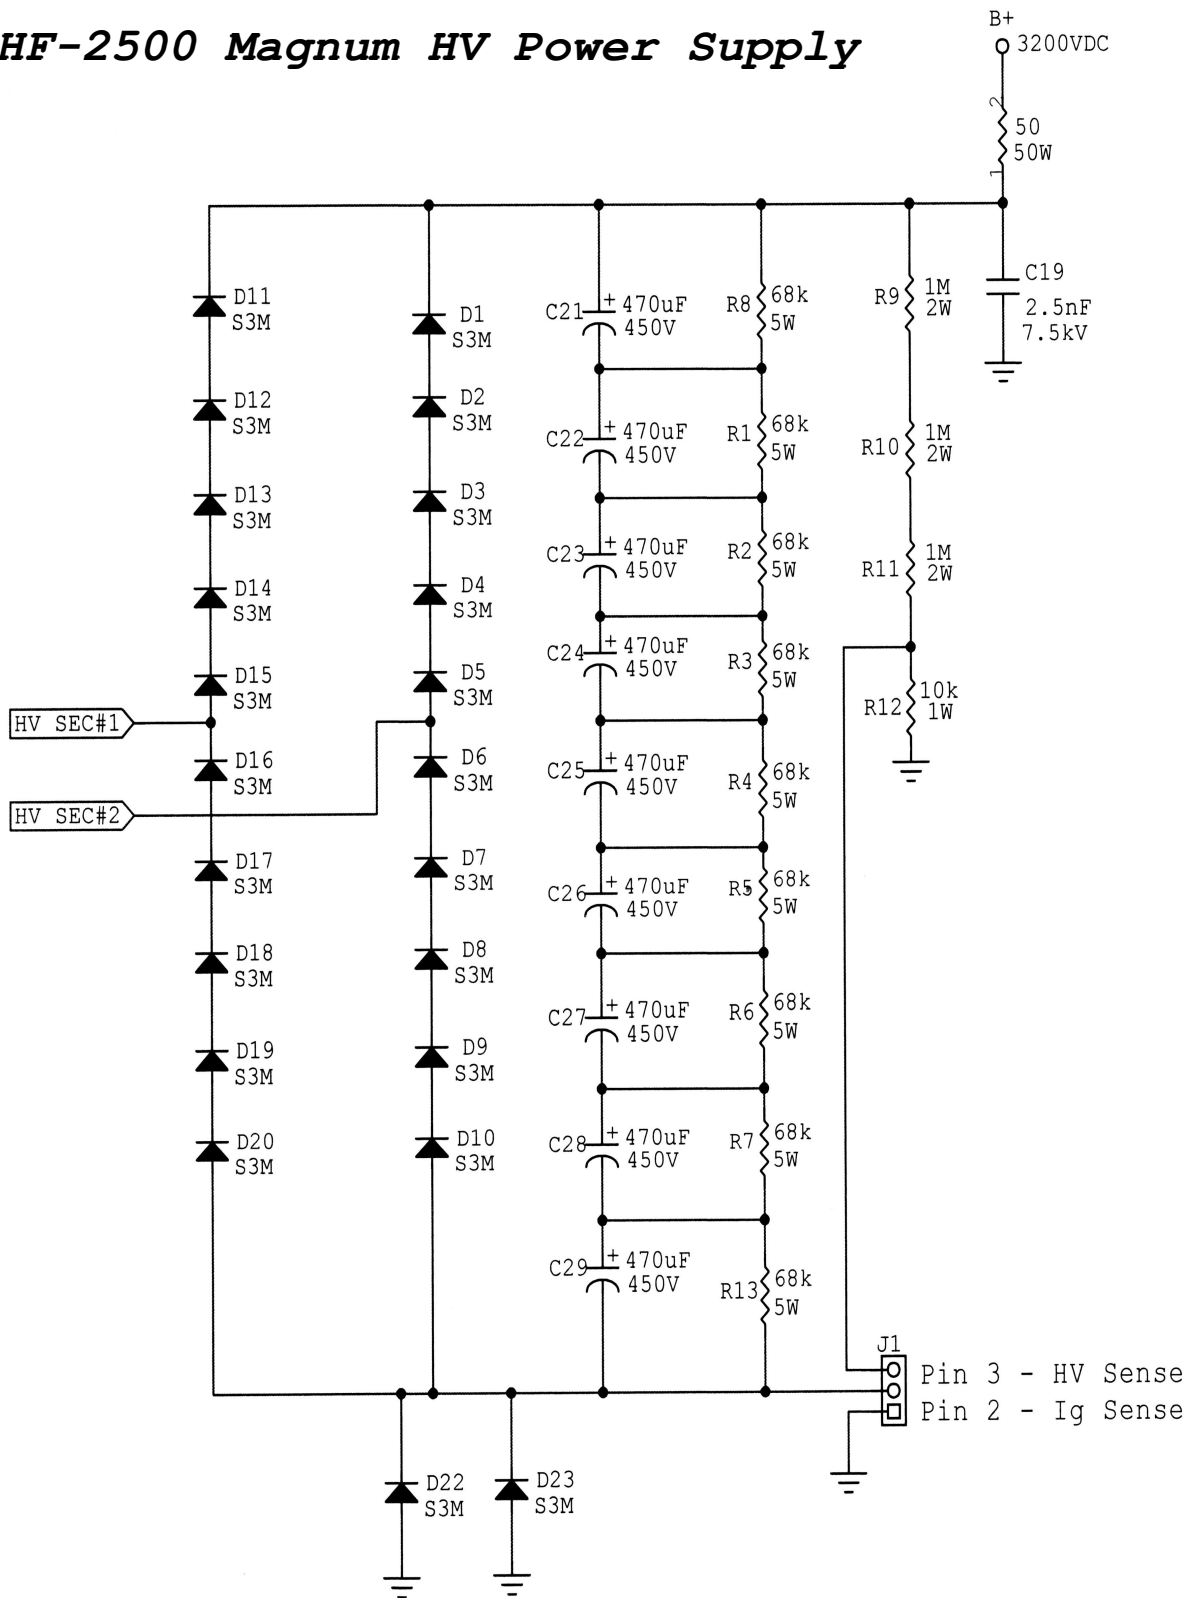 HF-2500 Magnum HV Power Supply
B+
3200VDC
2
50
50W
1
D11
S3M
D12
S3M
D13
S3M
D14
S3M
D15
S3M
HV SEC#1
D16
S3M
HV SEC#2
D17
S3M
D18
S3M
D19
S3M
D20
S3M
D1
S3M
D2
S3M
D3
S3M
D4
S3M
D5
S3M
D6
S3M
D7
S3M
D8
S3M
D9
S3M
D10
S3M
C21 + 470uF
450V
C22 + 470uF
450V
C23 + 470uF
450V
C24 + 470uF
450V
C25 + 470uF
450V
C26 + 470uF
450V
C27 + 470uF
450V
C28 + 470uF
450V
C29 + 470uF
450V
R8 68k
5W
R1 68k
5W
R2 68k
5W
R3 68k
5W
R4 68k
5W
R5 68k
5W
R6 68k
5W
R7 68k
5W
R13 68k
5W
R9 1M
2W
R10 1M
2W
R11 1M
2W
R12 10k
1W
C19
2.5nF
7.5kV
J1
Pin 3 - HV Sense
Pin 2 - Ig Sense
D22
S3M
D23
S3M